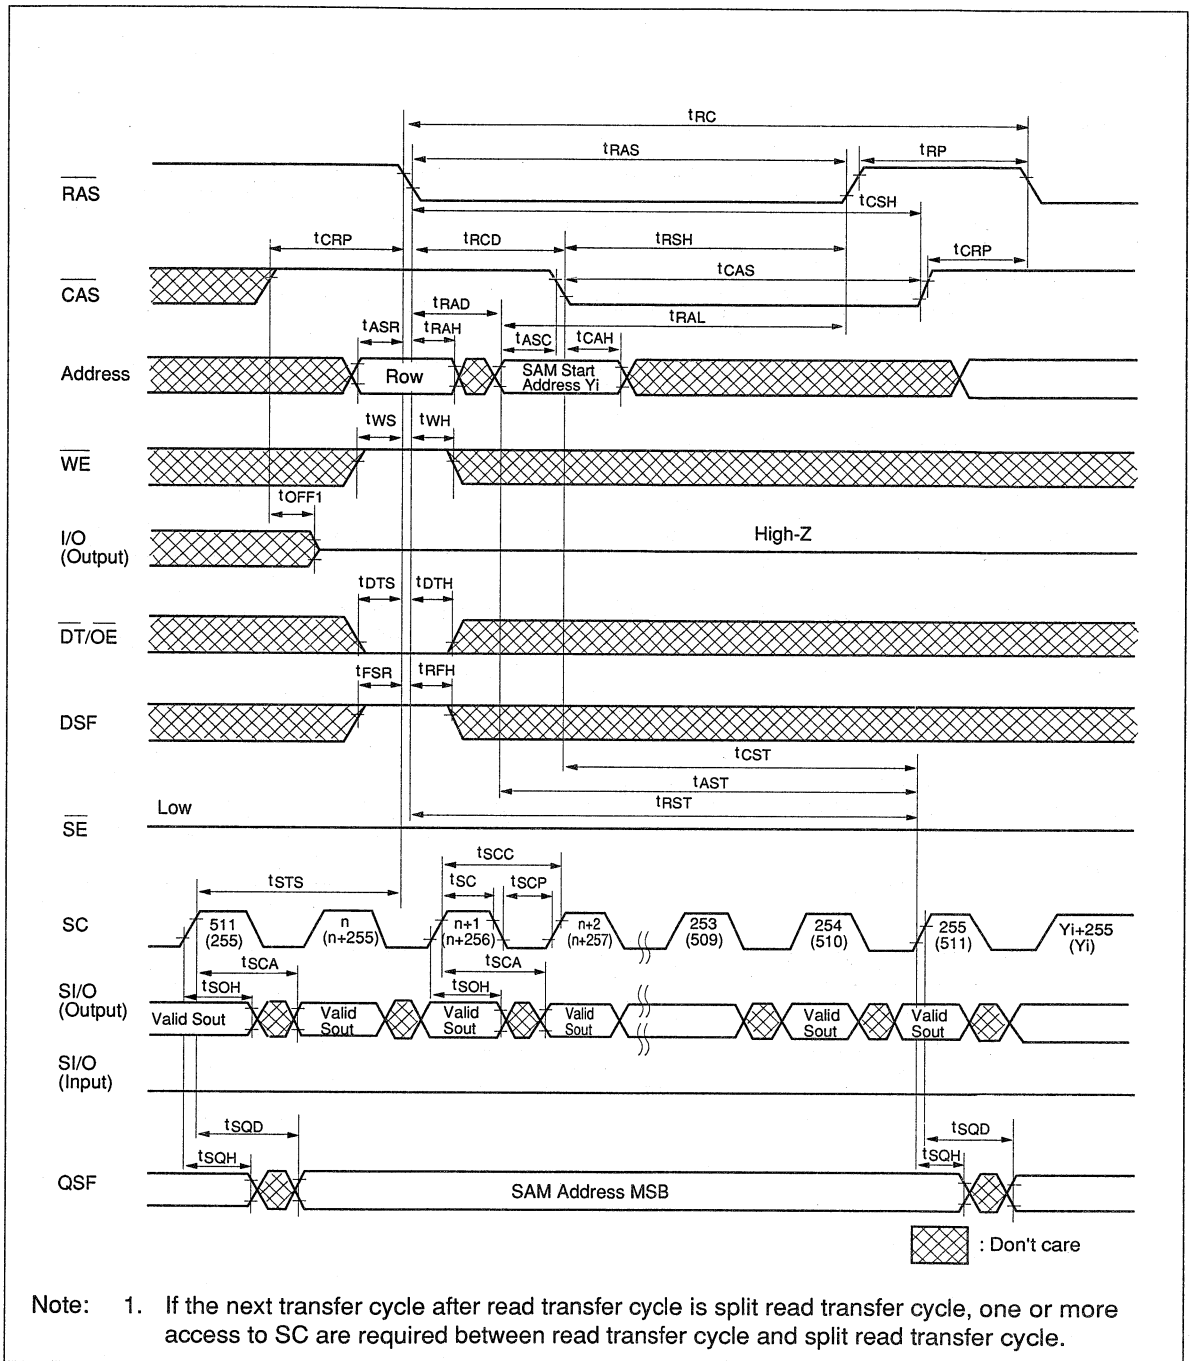 tRC
tRAS tRP
RAS
tCSH
tCRP tRCD tRSH tCRP
tCAS
CAS
tRAD
tRAL
tASR tRAH tASC tCAH
Address Row SAM Start
Address Yi
tWS tWH
WE
tOFF1
I/O
(Output)
High-Z
tDTS tDTH
DT/OE
tFSR tRFH
DSF
tCST
tAST
tRST
Low
SE
tSCC
tSTS tSC tSCP
SC
511
(255)
n
(n+255)
n+1
(n+256)
n+2
(n+257)
253
(509)
254
(510)
255
(511)
Yi+255
(Yi)
tSCA tSCA
tSOH tSOH
SI/O
(Output)
Valid Sout
Valid
Sout
Valid
Sout
Valid
Sout
Valid
Sout
Valid
Sout
SI/O
(Input)
tSQD tSQD
tSQH tSQH
QSF SAM Address MSB
: Don't care
Note: 1. If the next transfer cycle after read transfer cycle is split read transfer cycle, one or more
access to SC are required between read transfer cycle and split read transfer cycle.